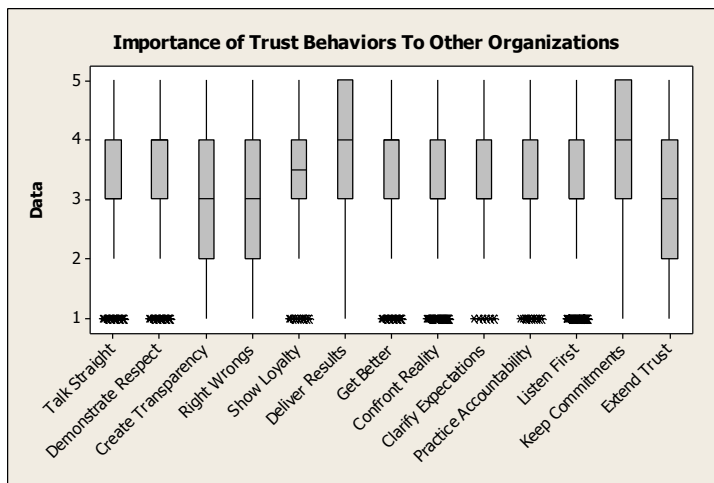 Importance of Trust Behaviors To Other Organizations
Data
5
4
3
2
1
Talk Straight
Demonstrate Respect
Create Transparency
Right Wrongs
Show Loyalty
Deliver Results
Get Better
Confront Reality
Clarify Expectations
Practice Accountability
Listen First
Keep Commitments
Extend Trust